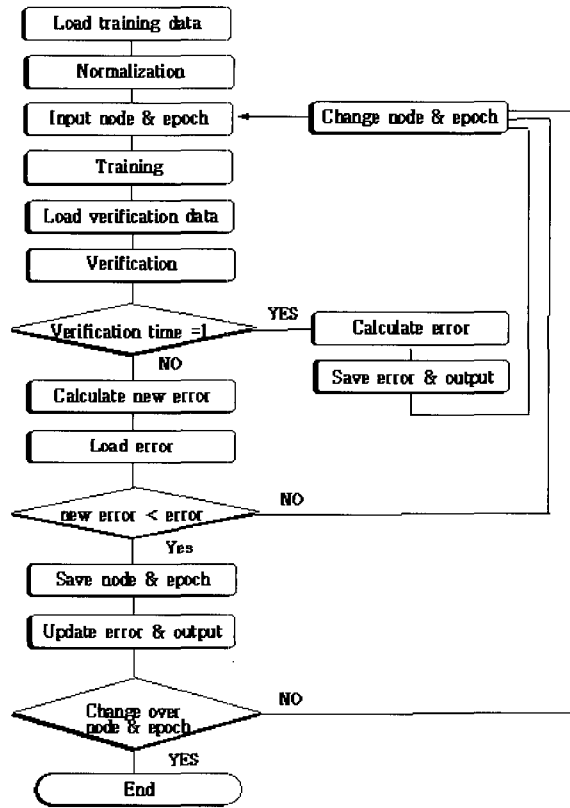 Load training data
Normalization
Input node & epoch
Change node & epoch
Training
Load verification data
Verification
Verification time =1
YES
Calculate error
Save error & output
NO
Calculate new error
Load error
new error < error
NO
Yes
Save node & epoch
Update error & output
Change over
node & epoch
NO
YES
End